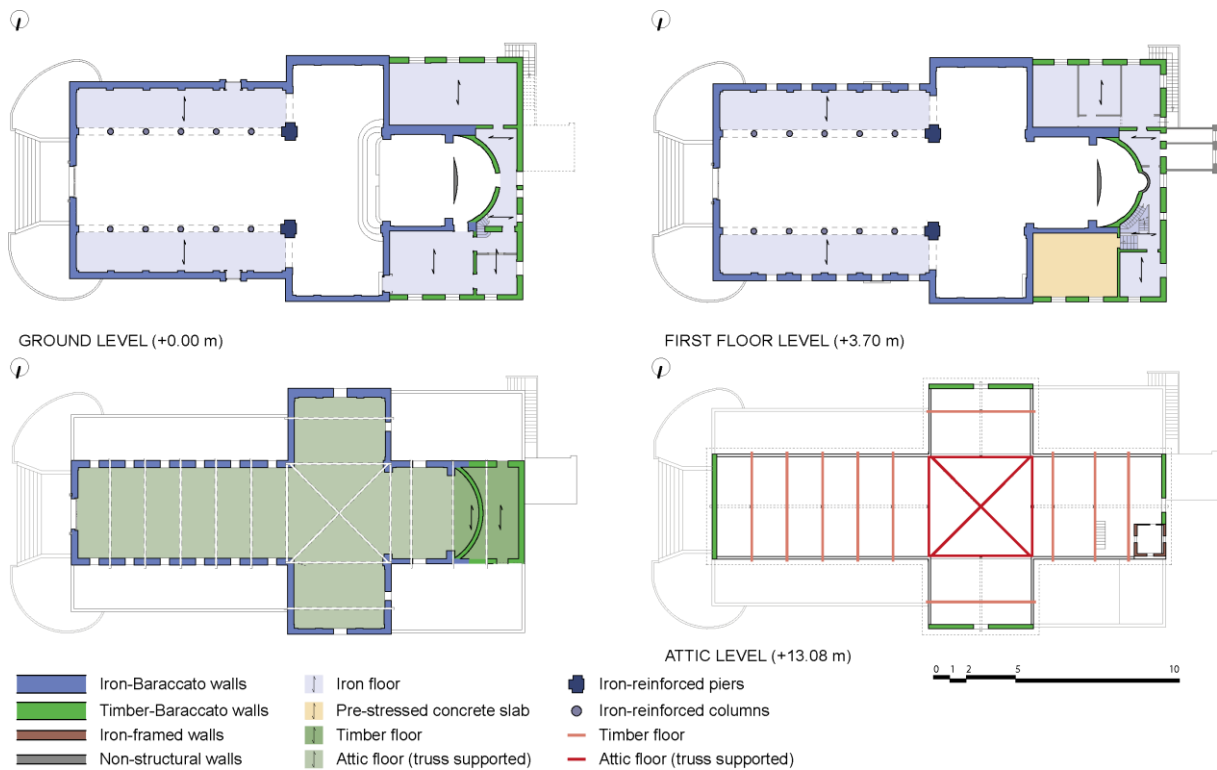 GROUND LEVEL (+0.00 m)
FIRST FLOOR LEVEL (+3.70 m)
ATTIC LEVEL (+13.08 m)
0 1 2 5 10
Iron-Baraccato walls
Timber-Baraccato walls
Iron-framed walls
Non-structural walls
Iron floor
Pre-stressed concrete slab
Timber floor
Attic floor (truss supported)
Iron-reinforced piers
Iron-reinforced columns
Timber floor
Attic floor (truss supported)